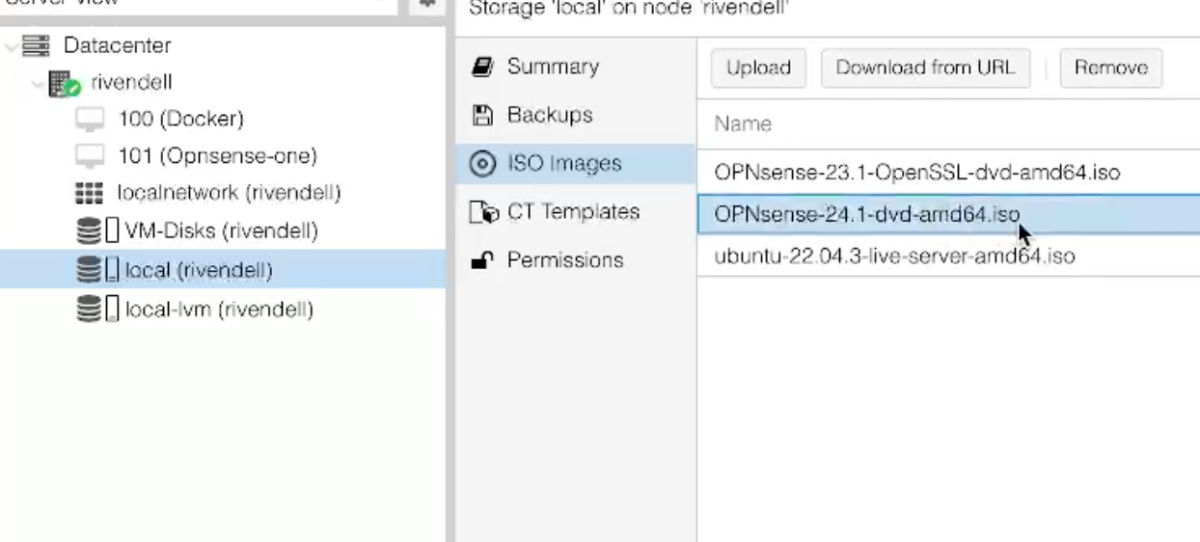 Server View
Storage 'local' on node 'rivendell'
Datacenter
rivendell
100 (Docker)
101 (Opnsense-one)
localnetwork (rivendell)
VM-Disks (rivendell)
local (rivendell)
local-lvm (rivendell)
Summary
Backups
ISO Images
CT Templates
Permissions
Upload
Download from URL
Remove
Name
OPNsense-23.1-OpenSSL-dvd-amd64.iso
OPNsense-24.1-dvd-amd64.iso
ubuntu-22.04.3-live-server-amd64.iso